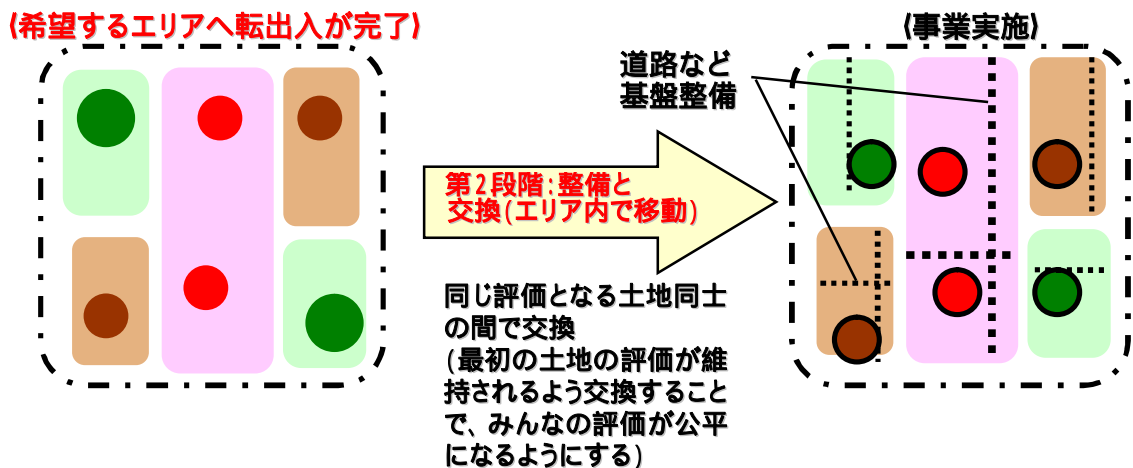 (希望するエリアへ転出入が完了)
(事業実施)
道路など
基盤整備
第2段階:整備と
交換(エリア内で移動)
同じ評価となる土地同士
の間で交換
(最初の土地の評価が維
持されるよう交換すること
で、みんなの評価が公平
になるようにする)